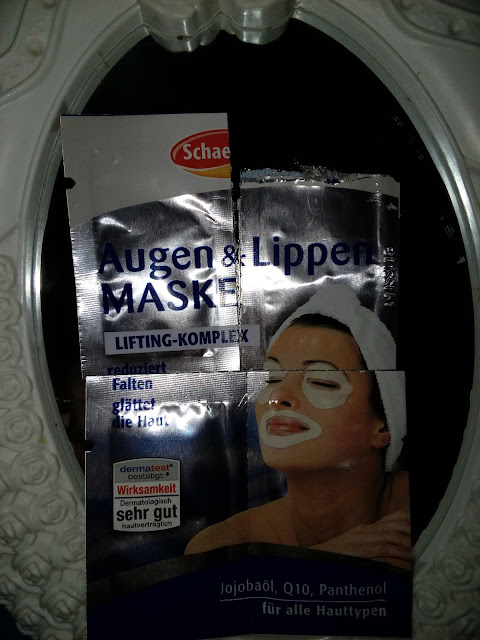 Schae
Augen & Lippen
MASKE
LIFTING-KOMPLEX
reduziert
Falten
glättet
die Haut
dermatest®
bestätigt:
Wirksamkeit
Dermatologisch
sehr gut
hautverträglich
Jojobaöl, Q10, Panthenol
für alle Hauttypen